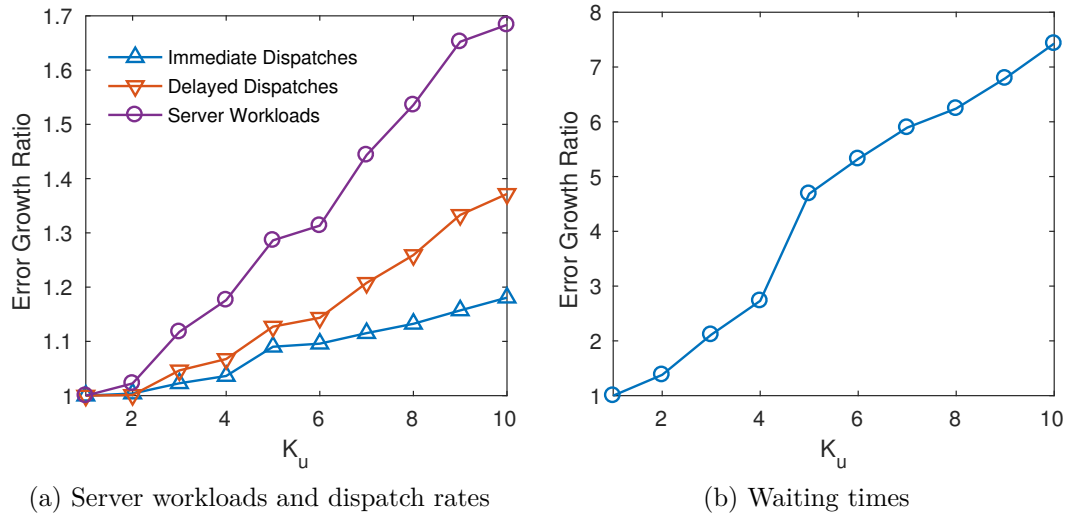 1.7
1.6
1.5
1.4
1.3
1.2
1.1
1
Error Growth Ratio
Immediate Dispatches
Delayed Dispatches
Server Workloads
2 4 6 8 10
K_u
(a) Server workloads and dispatch rates
8
7
6
5
4
3
2
1
Error Growth Ratio
2 4 6 8 10
K_u
(b) Waiting times